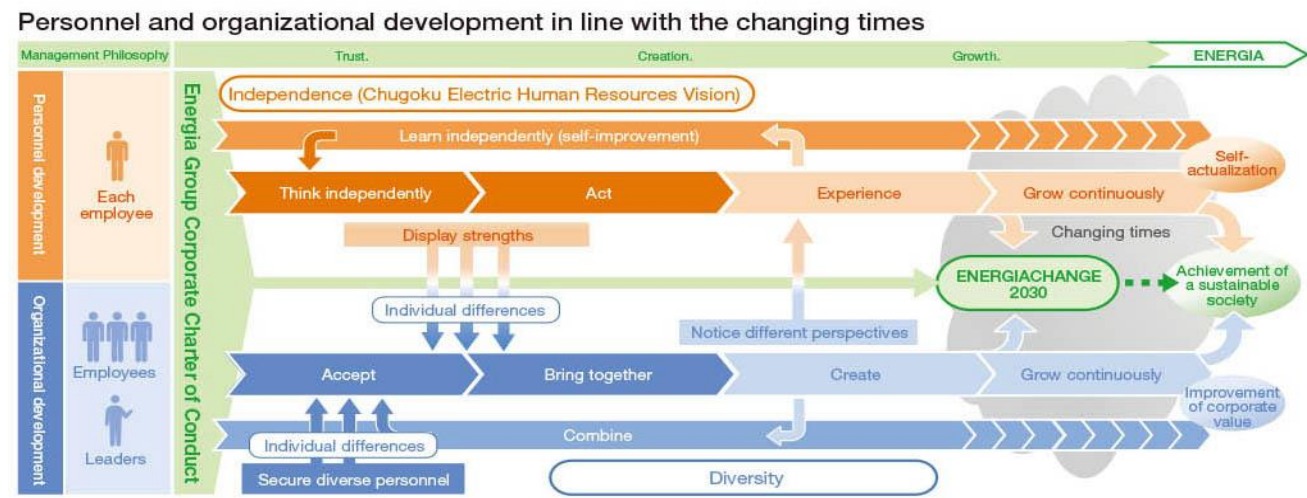 Personnel and organizational development in line with the changing times
Management Philosophy
Trust.
Creation.
Growth.
ENERGIA
Personnel development
Each
employee
Energia Group Corporate Charter of Conduct
Independence (Chugoku Electric Human Resources Vision)
Learn independently (self-improvement)
Self-
actualization
Think independently
Act
Experience
Grow continuously
Display strengths
Changing times
ENERGIACHANGE
2030
Achievement of
a sustainable
society
Organizational development
Employees
Leaders
Individual differences
Notice different perspectives
Accept
Bring together
Create
Grow continuously
Improvement
of corporate
value
Individual differences
Combine
Secure diverse personnel
Diversity